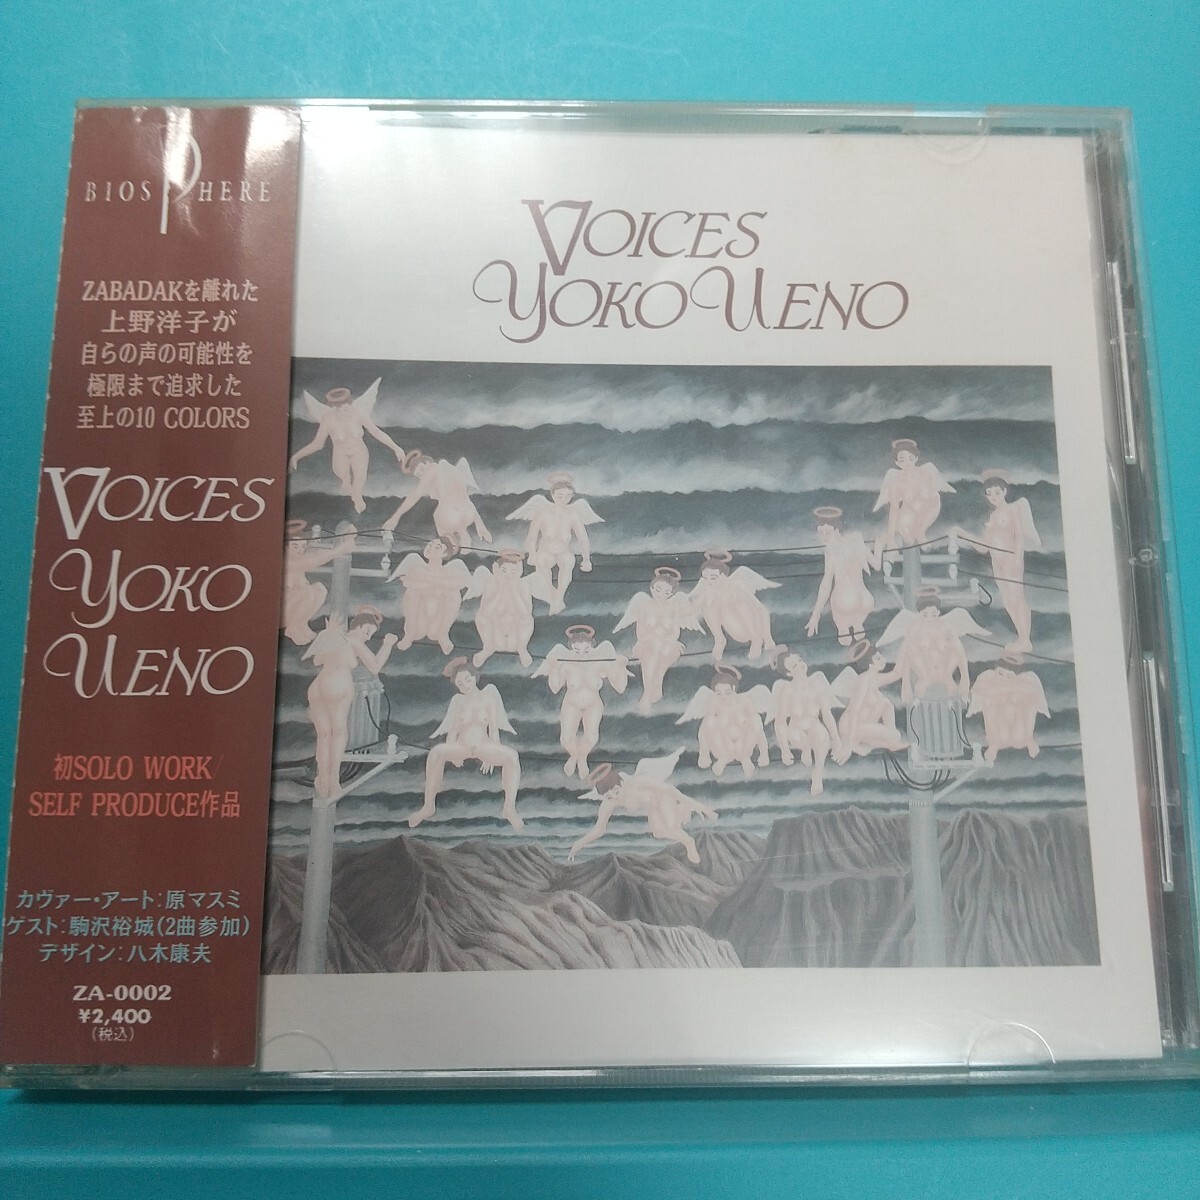 BIOSPHERE
ZABADAKを離れた
上野洋子が
自らの声の可能性を
極限まで追求した
至上の10 COLORS
VOICES
YOKO
UENO
初SOLO WORK/
SELF PRODUCE作品
カヴァー・アート:原マスミ
ゲスト:駒沢裕城(2曲参加)
デザイン:八木康夫
ZA-0002
¥2,400
(税込)
VOICES
YOKO UENO